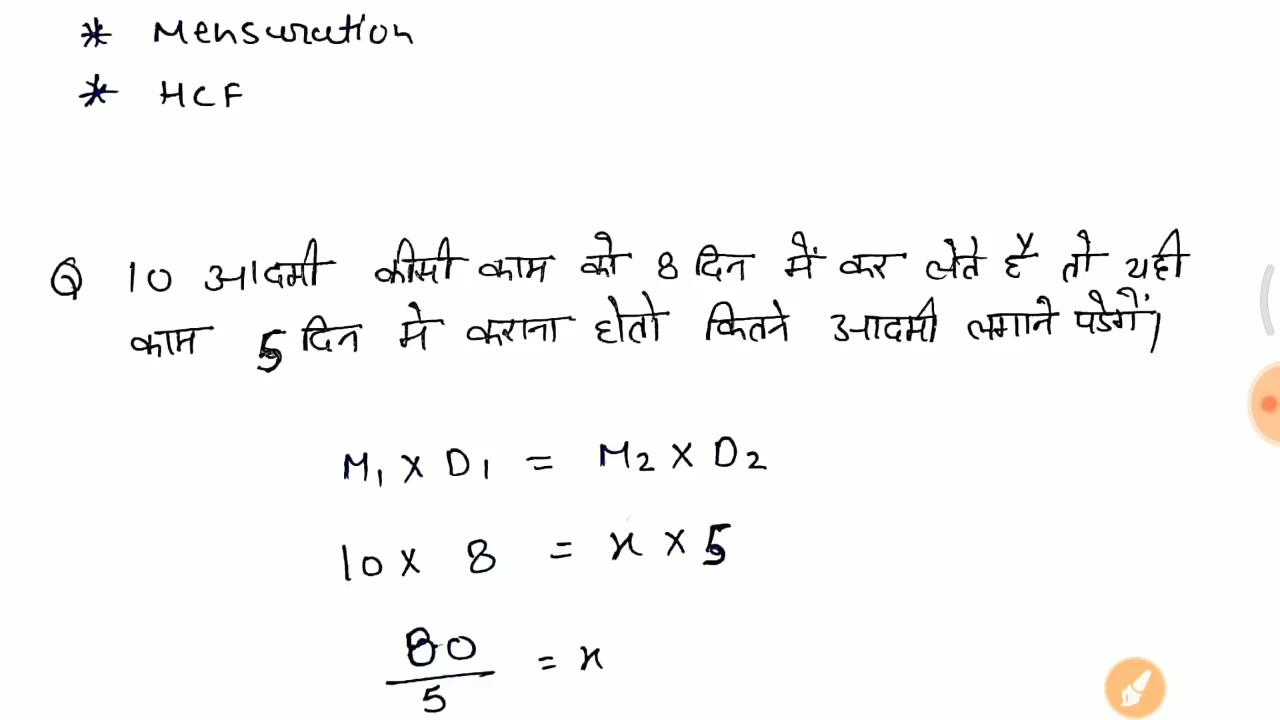 * Mensuration
* HCF
Q 10 आदमी कीसी काम को 8 दिन में कर लेते है तो यही
काम 5 दिन मे कराना होतो कितने आदमी लगाने पडेगें।
M₁ × D₁ = M₂ × D₂
10 × 8 = x × 5
80/5 = x